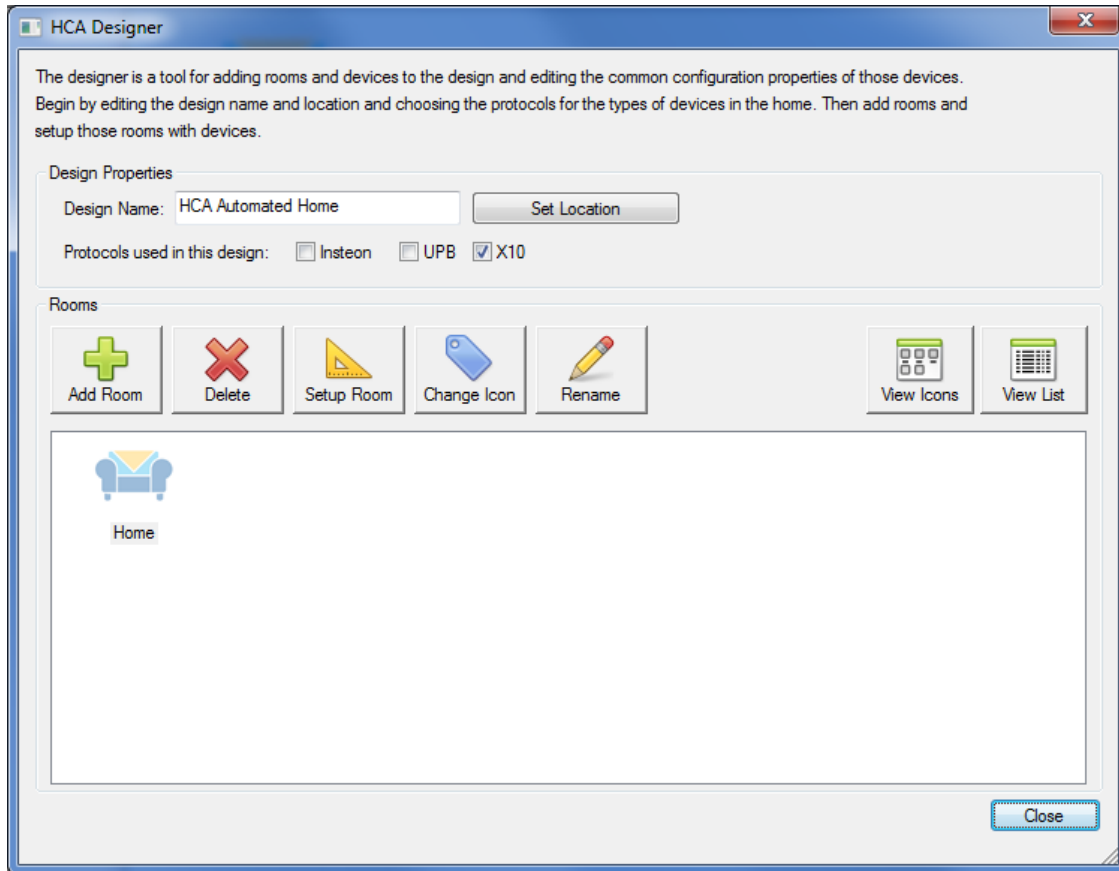 HCA Designer
The designer is a tool for adding rooms and devices to the design and editing the common configuration properties of those devices.
Begin by editing the design name and location and choosing the protocols for the types of devices in the home. Then add rooms and
setup those rooms with devices.
Design Properties
Design Name: HCA Automated Home Set Location
Protocols used in this design: Insteon UPB X10
Rooms
Add Room Delete Setup Room Change Icon Rename View Icons View List
Home
Close